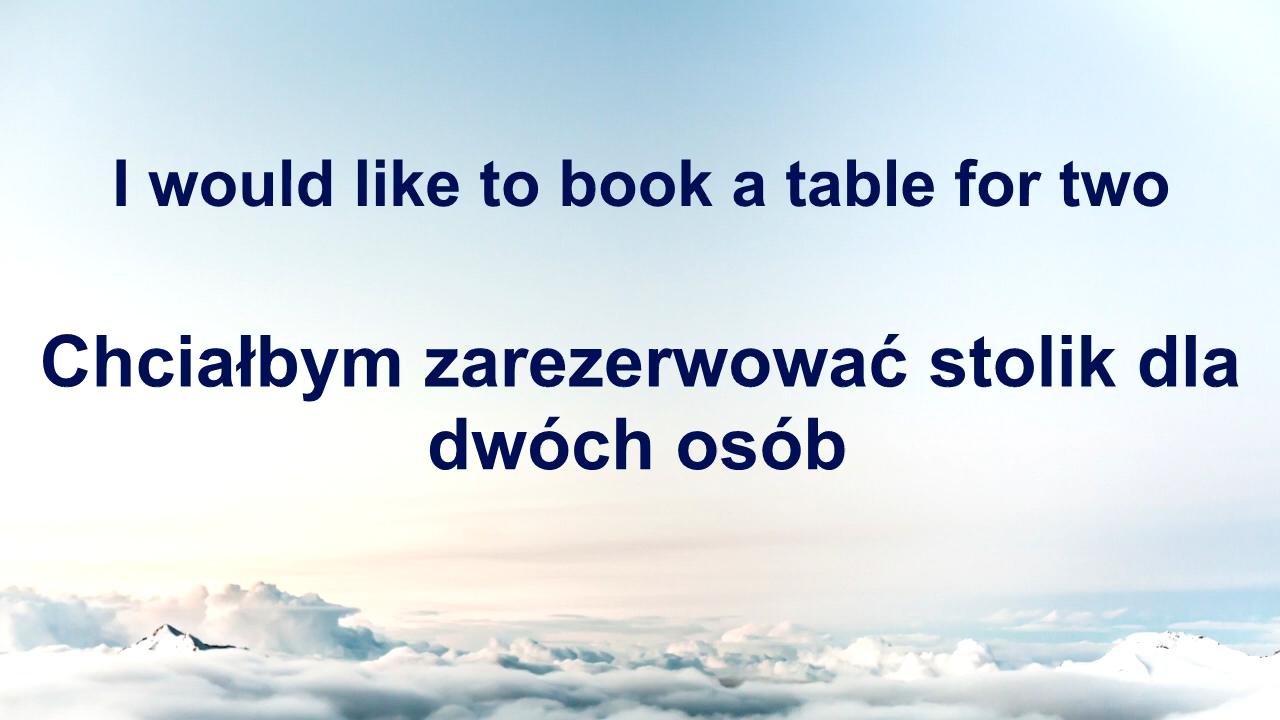 I would like to book a table for two
Chciałbym zarezerwować stolik dla
dwóch osób